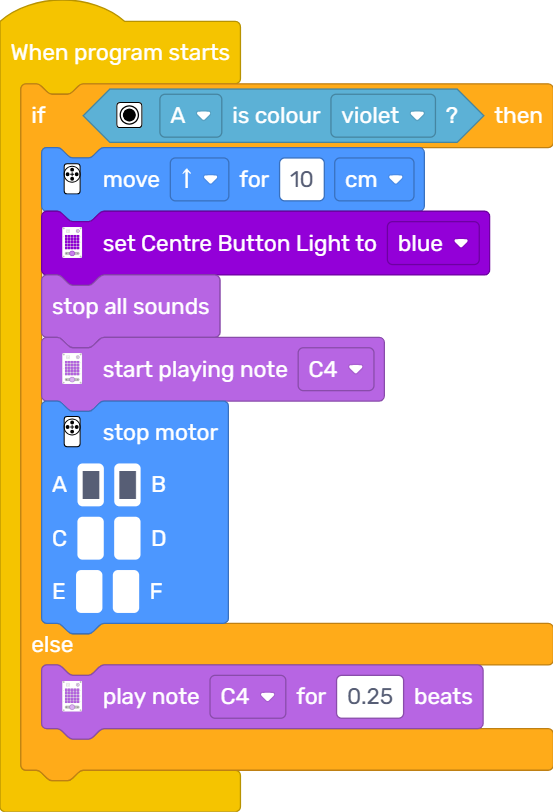 When program starts
if A is colour violet ? then
move ↑ for 10 cm
set Centre Button Light to blue
stop all sounds
start playing note C4
stop motor
A B
C D
E F
else
play note C4 for 0.25 beats